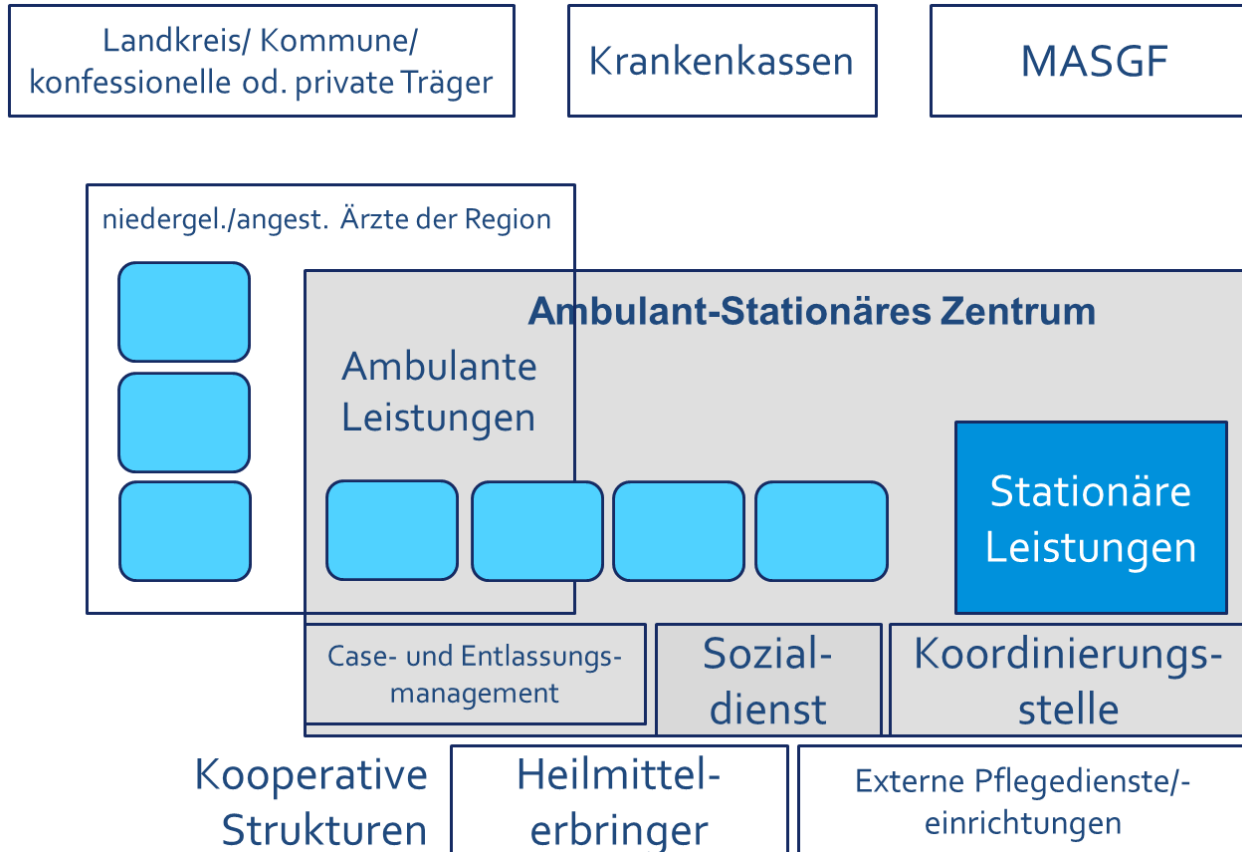 Landkreis/ Kommune/
konfessionelle od. private Träger
Krankenkassen
MASGF
niedergel./angest. Ärzte der Region
Ambulant-Stationäres Zentrum
Ambulante
Leistungen
Stationäre
Leistungen
Case- und Entlassungs-
management
Sozial-
dienst
Koordinierungs-
stelle
Kooperative
Strukturen
Heilmittel-
erbringer
Externe Pflegedienste/-
einrichtungen